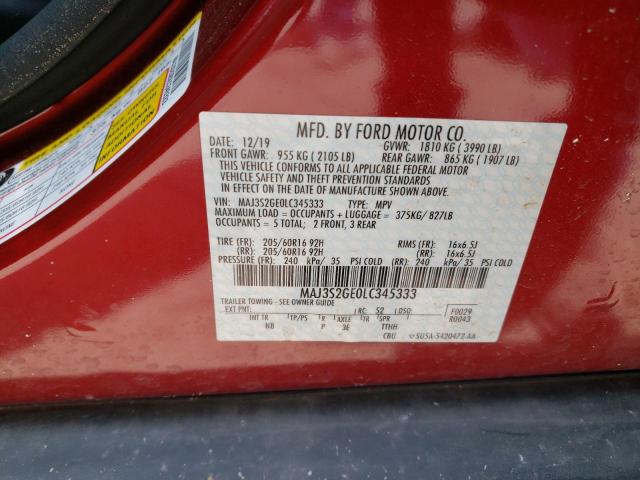 MFD. BY FORD MOTOR CO.
DATE: 12/19 GVWR: 1810 KG ( 3990 LB)
FRONT GAWR: 955 KG ( 2105 LB) REAR GAWR: 865 KG ( 1907 LB)
THIS VEHICLE CONFORMS TO ALL APPLICABLE FEDERAL MOTOR
VEHICLE SAFETY AND THEFT PREVENTION STANDARDS
IN EFFECT ON THE DATE OF MANUFACTURE SHOWN ABOVE.
VIN: MAJ3S2GE0LC345333 TYPE: MPV
MAXIMUM LOAD = OCCUPANTS + LUGGAGE = 375KG/ 827LB
OCCUPANTS = 5 TOTAL; 2 FRONT, 3 REAR
TIRE (FR): 205/60R16 92H RIMS (FR): 16x6.5J
(RR): 205/60R16 92H (RR): 16x6.5J
PRESSURE (FR): 240 kPa/ 35 PSI COLD (RR) 240 kPa/ 35 PSI COLD
MAJ3S2GE0LC345333
TRAILER TOWING - SEE OWNER GUIDE
EXT PNT: RC: 52 DSO: F0029
R0043
INT TR TP/PS R AXLE TR SPR
NB P 3E TTHH
CBU SU5A-5420472-AA